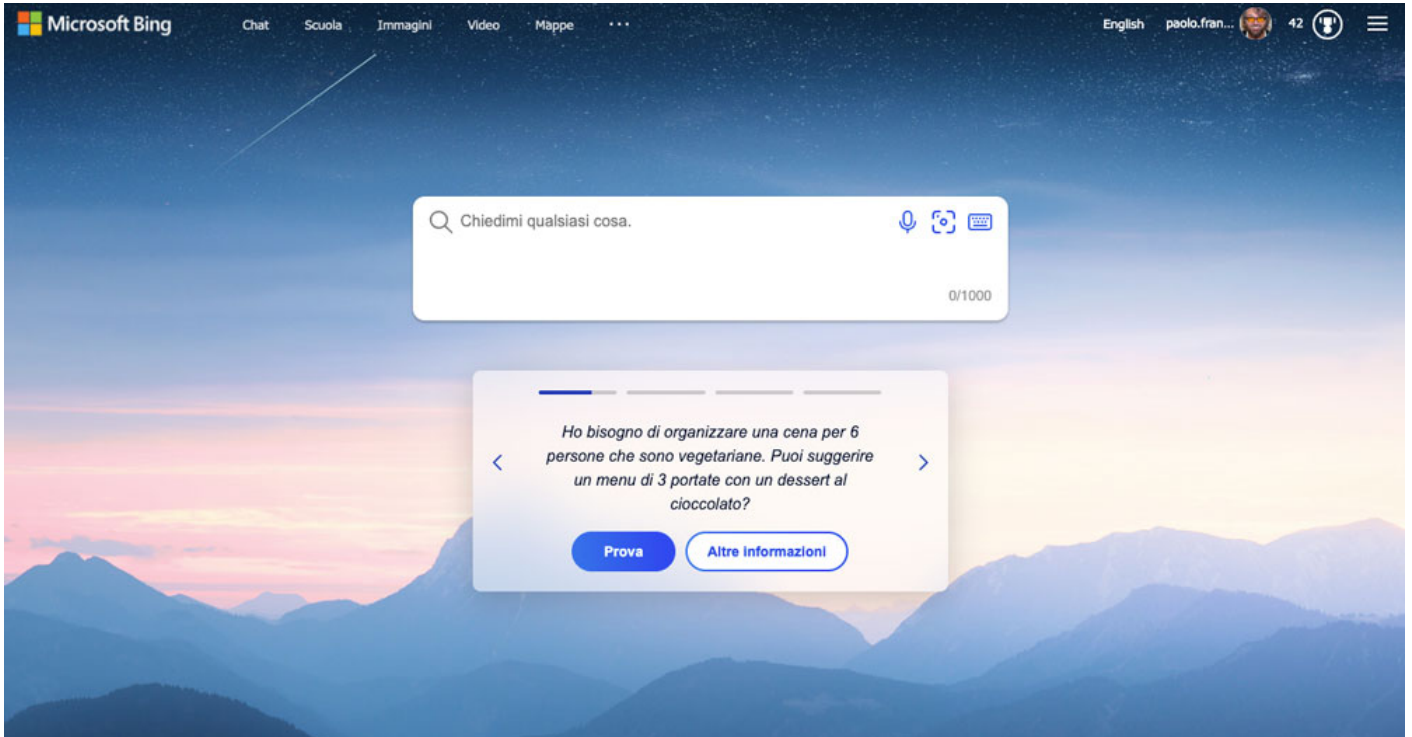 Microsoft Bing Chat Scuola Immagini Video Mappe ··· English paolo.fran... 42
Chiedimi qualsiasi cosa.
0/1000
Ho bisogno di organizzare una cena per 6
persone che sono vegetariane. Puoi suggerire
un menu di 3 portate con un dessert al
cioccolato?
Prova Altre informazioni